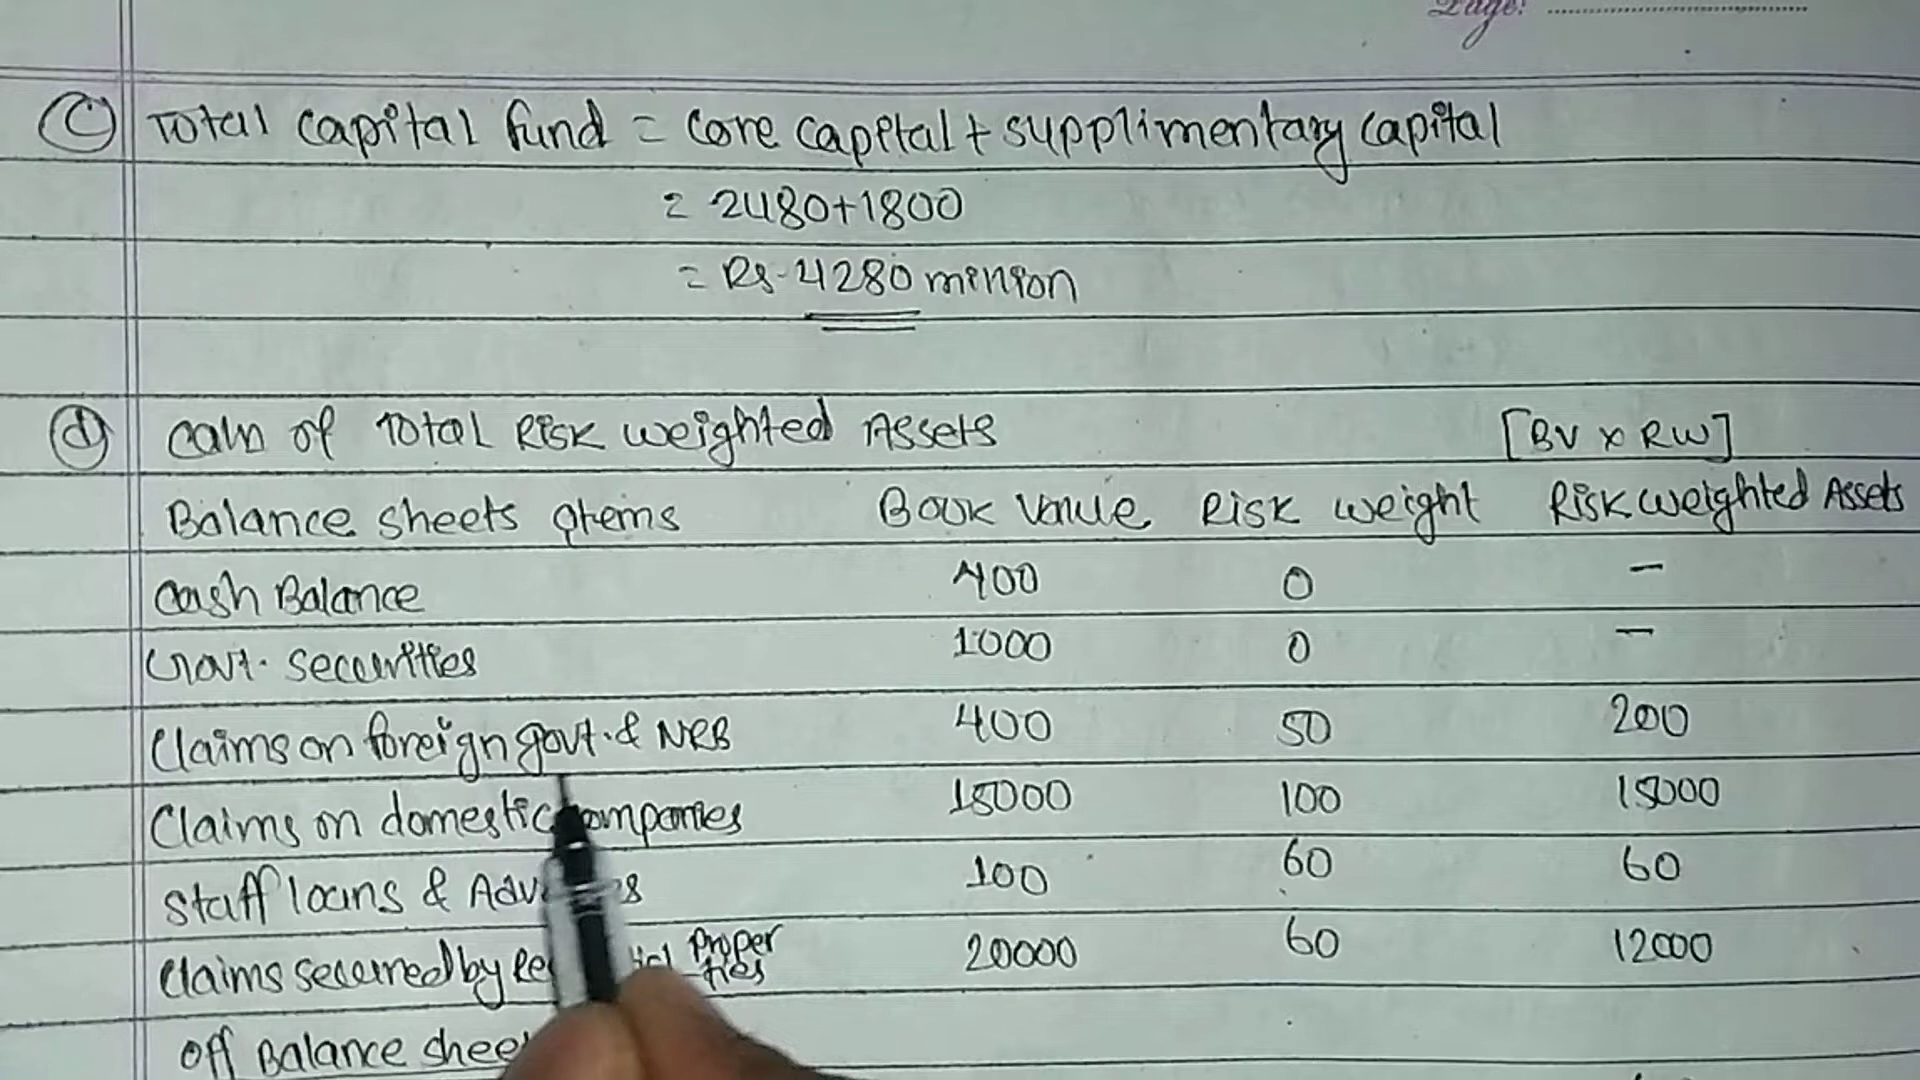 Page:
(C) Total capital fund = core capital + supplimentary capital
= 2480+1800
= Rs. 4280 million
(d) Caln of Total Risk weighted Assets [BV x RW]
Balance sheets items Book value Risk weight Risk weighted Assets
Cash Balance 400 0 -
Govt. securities 1000 0 -
Claims on foreign govt. & NRB 400 50 200
Claims on domestic companies 15000 100 15000
Staff loans & 100 60 60
Claims secured by properties 20000 60 12000
off Balance